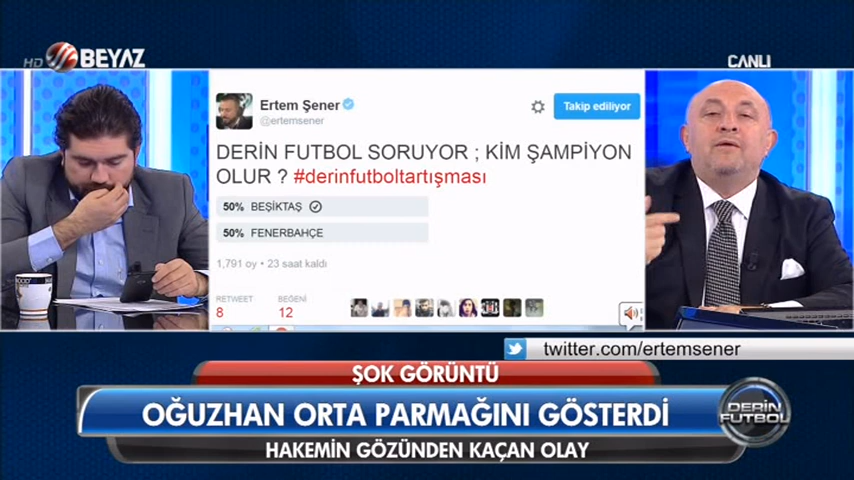 HD BEYAZ
CANLI
Ertem Şener
@ertemsener
Takip ediliyor
DERİN FUTBOL SORUYOR ; KİM ŞAMPİYON
OLUR ? #derinfutboltartışması
50% BEŞİKTAŞ
50% FENERBAHÇE
1,791 oy • 23 saat kaldı
RETWEET
8
BEĞENİ
12
twitter.com/ertemsener
ŞOK GÖRÜNTÜ
OĞUZHAN ORTA PARMAĞINI GÖSTERDİ
HAKEMİN GÖZÜNDEN KAÇAN OLAY
DERİN
FUTBOL